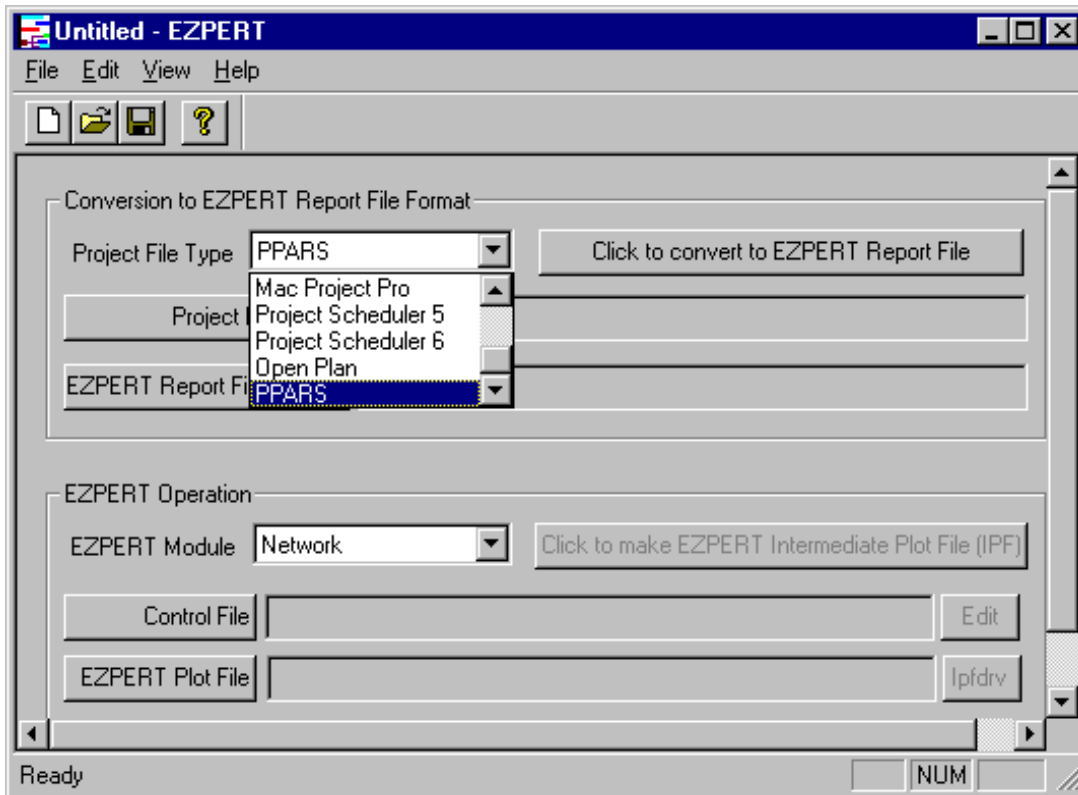 Untitled - EZPERT
File Edit View Help
Conversion to EZPERT Report File Format
Project File Type PPARS Click to convert to EZPERT Report File
Mac Project Pro
Project Project Scheduler 5
Project Scheduler 6
Open Plan
EZPERT Report Fi PPARS
EZPERT Operation
EZPERT Module Network Click to make EZPERT Intermediate Plot File (IPF)
Control File Edit
EZPERT Plot File Ipfdrv
Ready NUM